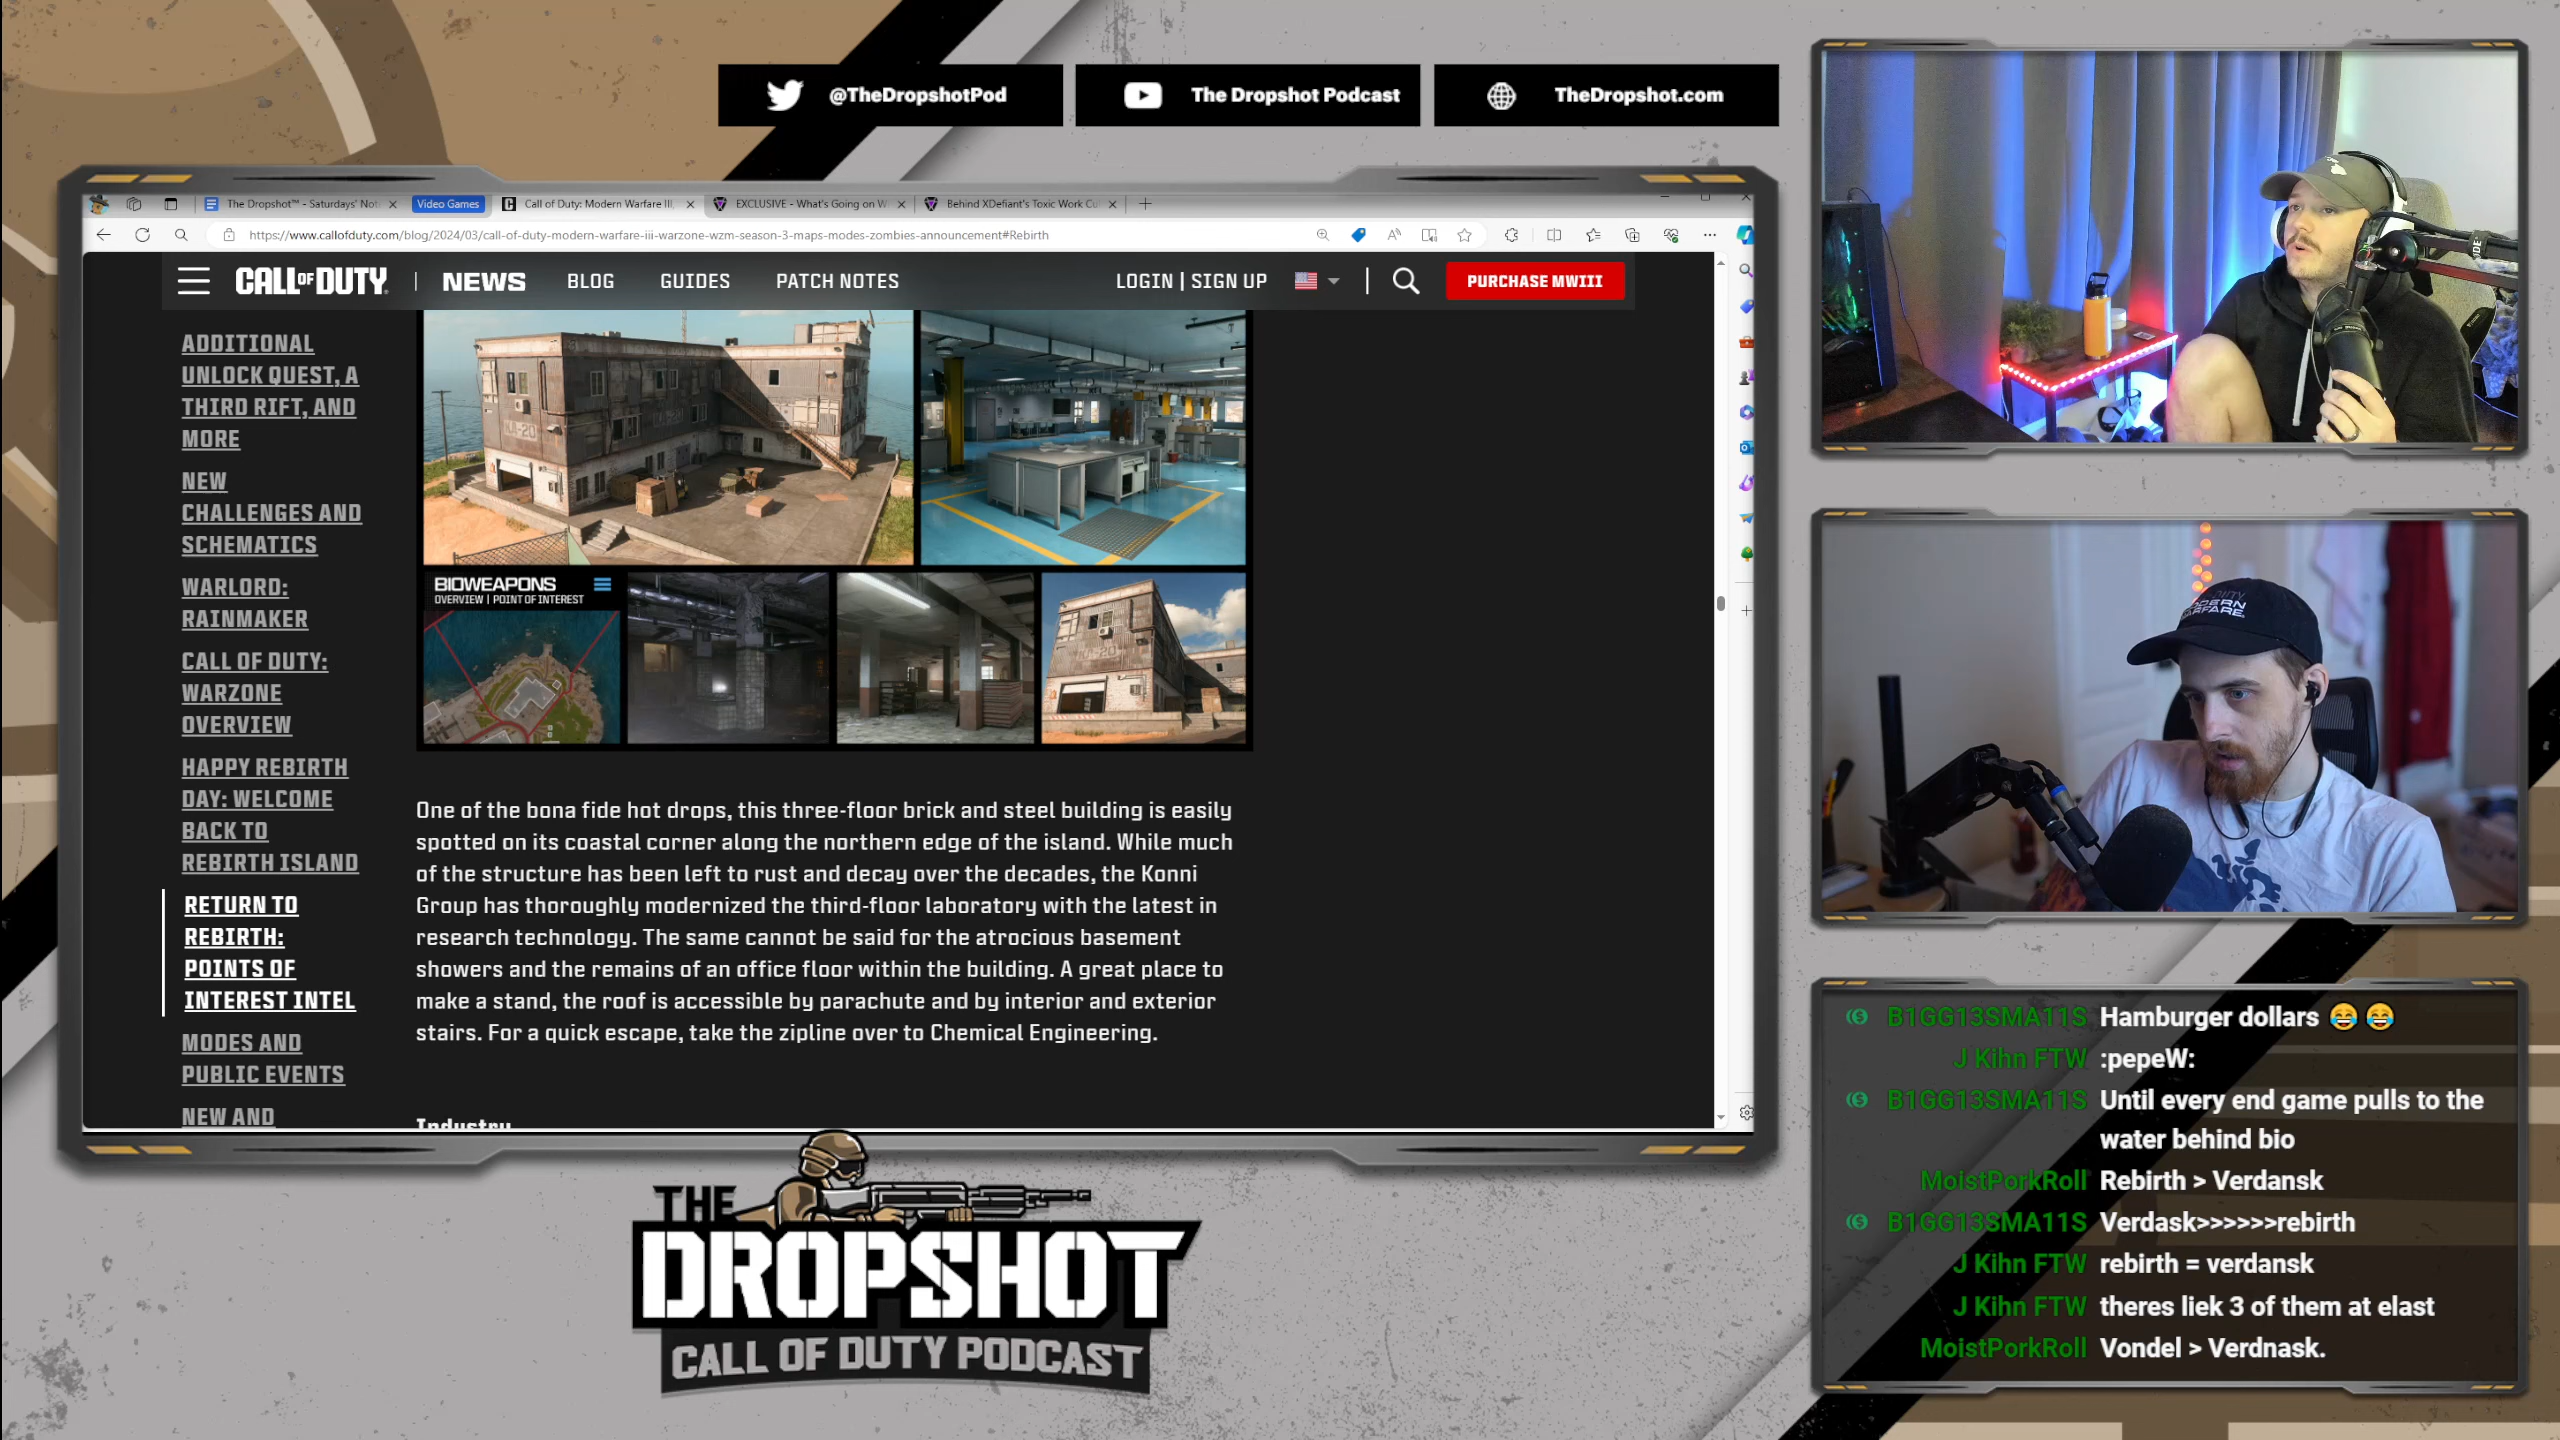 @TheDropshotPod
The Dropshot Podcast
TheDropshot.com
The Dropshot™ - Saturdays' Not
Video Games
Call of Duty: Modern Warfare III,
EXCLUSIVE - What's Going on W
Behind XDefiant's Toxic Work Cu
https://www.callofduty.com/blog/2024/03/call-of-duty-modern-warfare-iii-warzone-wzm-season-3-maps-modes-zombies-announcement#Rebirth
CALL OF DUTY
NEWS
BLOG
GUIDES
PATCH NOTES
LOGIN | SIGN UP
PURCHASE MWIII
ADDITIONAL
UNLOCK QUEST, A
THIRD RIFT, AND
MORE
NEW
CHALLENGES AND
SCHEMATICS
WARLORD:
RAINMAKER
CALL OF DUTY:
WARZONE
OVERVIEW
HAPPY REBIRTH
DAY: WELCOME
BACK TO
REBIRTH ISLAND
RETURN TO
REBIRTH:
POINTS OF
INTEREST INTEL
MODES AND
PUBLIC EVENTS
NEW AND
BIOWEAPONS
OVERVIEW | POINT OF INTEREST
One of the bona fide hot drops, this three-floor brick and steel building is easily
spotted on its coastal corner along the northern edge of the island. While much
of the structure has been left to rust and decay over the decades, the Konni
Group has thoroughly modernized the third-floor laboratory with the latest in
research technology. The same cannot be said for the atrocious basement
showers and the remains of an office floor within the building. A great place to
make a stand, the roof is accessible by parachute and by interior and exterior
stairs. For a quick escape, take the zipline over to Chemical Engineering.
Industry
MODERN
WARFARE
THE
DROPSHOT
CALL OF DUTY PODCAST
B1GG13SMA11S Hamburger dollars 😂 😂
J Kihn FTW :pepeW:
B1GG13SMA11S Until every end game pulls to the
water behind bio
MoistPorkRoll Rebirth > Verdansk
B1GG13SMA11S Verdask>>>>>>rebirth
J Kihn FTW rebirth = verdansk
J Kihn FTW theres liek 3 of them at elast
MoistPorkRoll Vondel > Verdnask.